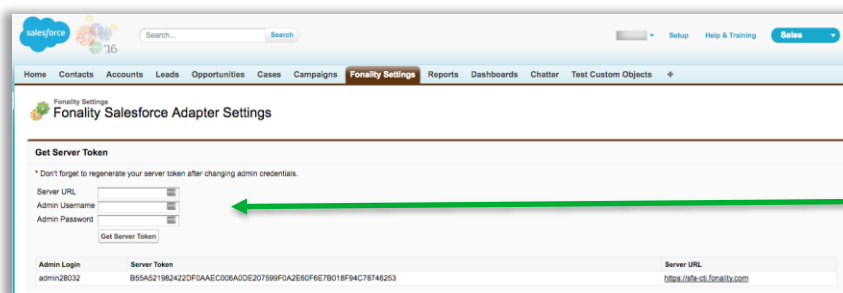 salesforce
'16
Search...
Search
Setup
Help & Training
Sales
Home Contacts Accounts Leads Opportunities Cases Campaigns Fonality Settings Reports Dashboards Chatter Test Custom Objects +
Fonality Settings
Fonality Salesforce Adapter Settings
Get Server Token
* Don't forget to regenerate your server token after changing admin credentials.
Server URL
Admin Username
Admin Password
Get Server Token
Admin Login Server Token Server URL
admin28032 B55A521982422DF0AAEC006A0DE207599F0A2E60F6E7B018F94C78746253 https://sfa-cti.fonality.com